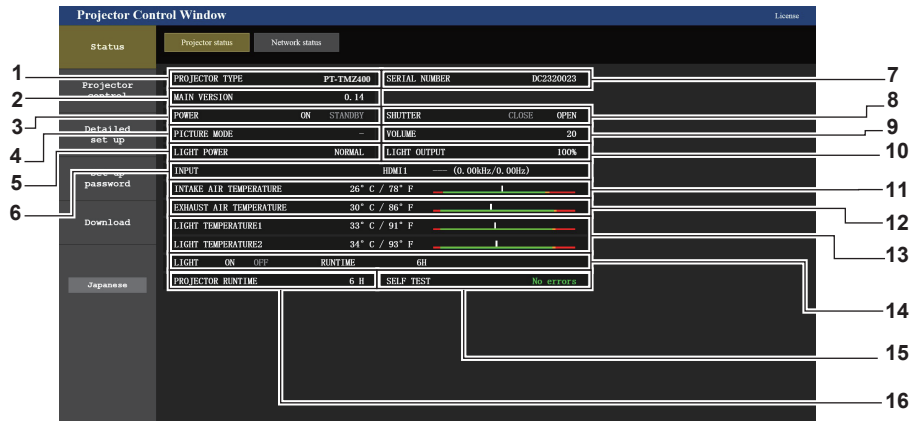 Projector Control Window
License
Status
Projector status
Network status
Projector
control
Detailed
set up
Set up
password
Download
Japanese
1
PROJECTOR TYPE PT-TMZ400
SERIAL NUMBER DC2320023
7
2
MAIN VERSION 0.14
8
3
POWER ON STANDBY
SHUTTER CLOSE OPEN
9
4
PICTURE MODE -
VOLUME 20
10
5
LIGHT POWER NORMAL
LIGHT OUTPUT 100%
6
INPUT HDMI1 --- (0.00kHz/0.00Hz)
11
INTAKE AIR TEMPERATURE 26° C / 78° F
12
EXHAUST AIR TEMPERATURE 30° C / 86° F
13
LIGHT TEMPERATURE1 33° C / 91° F
LIGHT TEMPERATURE2 34° C / 93° F
LIGHT ON OFF RUNTIME 6H
14
PROJECTOR RUNTIME 6 H
SELF TEST No errors
15
16